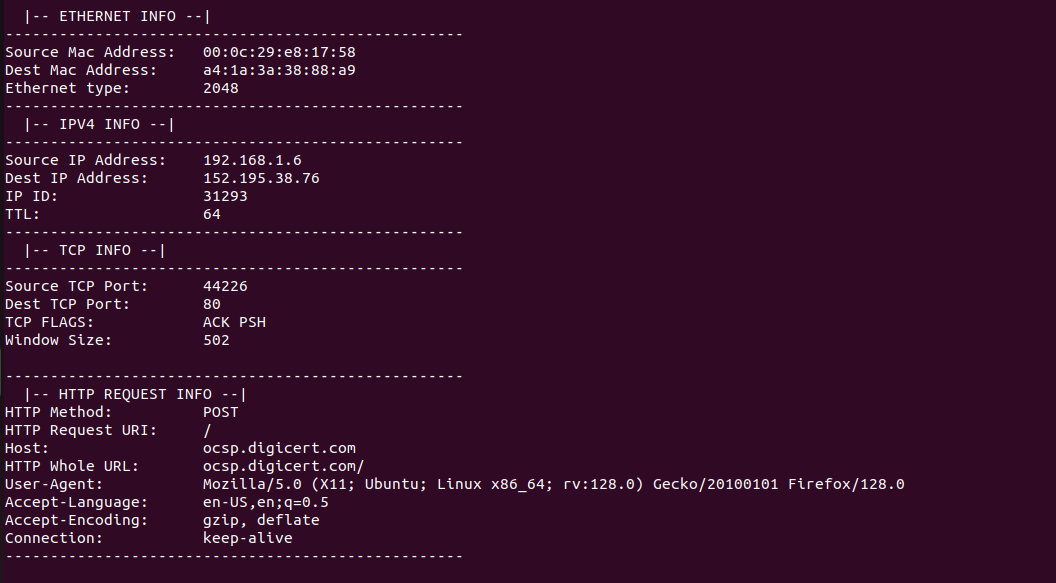 |-- ETHERNET INFO --|
---------------------------------------------------
Source Mac Address:   00:0c:29:e8:17:58
Dest Mac Address:     a4:1a:3a:38:88:a9
Ethernet type:        2048
---------------------------------------------------
  |-- IPV4 INFO --|
---------------------------------------------------
Source IP Address:    192.168.1.6
Dest IP Address:      152.195.38.76
IP ID:                31293
TTL:                  64
---------------------------------------------------
  |-- TCP INFO --|
---------------------------------------------------
Source TCP Port:      44226
Dest TCP Port:        80
TCP FLAGS:            ACK PSH
Window Size:          502

---------------------------------------------------
  |-- HTTP REQUEST INFO --|
HTTP Method:          POST
HTTP Request URI:     /
Host:                 ocsp.digicert.com
HTTP Whole URL:       ocsp.digicert.com/
User-Agent:           Mozilla/5.0 (X11; Ubuntu; Linux x86_64; rv:128.0) Gecko/20100101 Firefox/128.0
Accept-Language:      en-US,en;q=0.5
Accept-Encoding:      gzip, deflate
Connection:           keep-alive
---------------------------------------------------